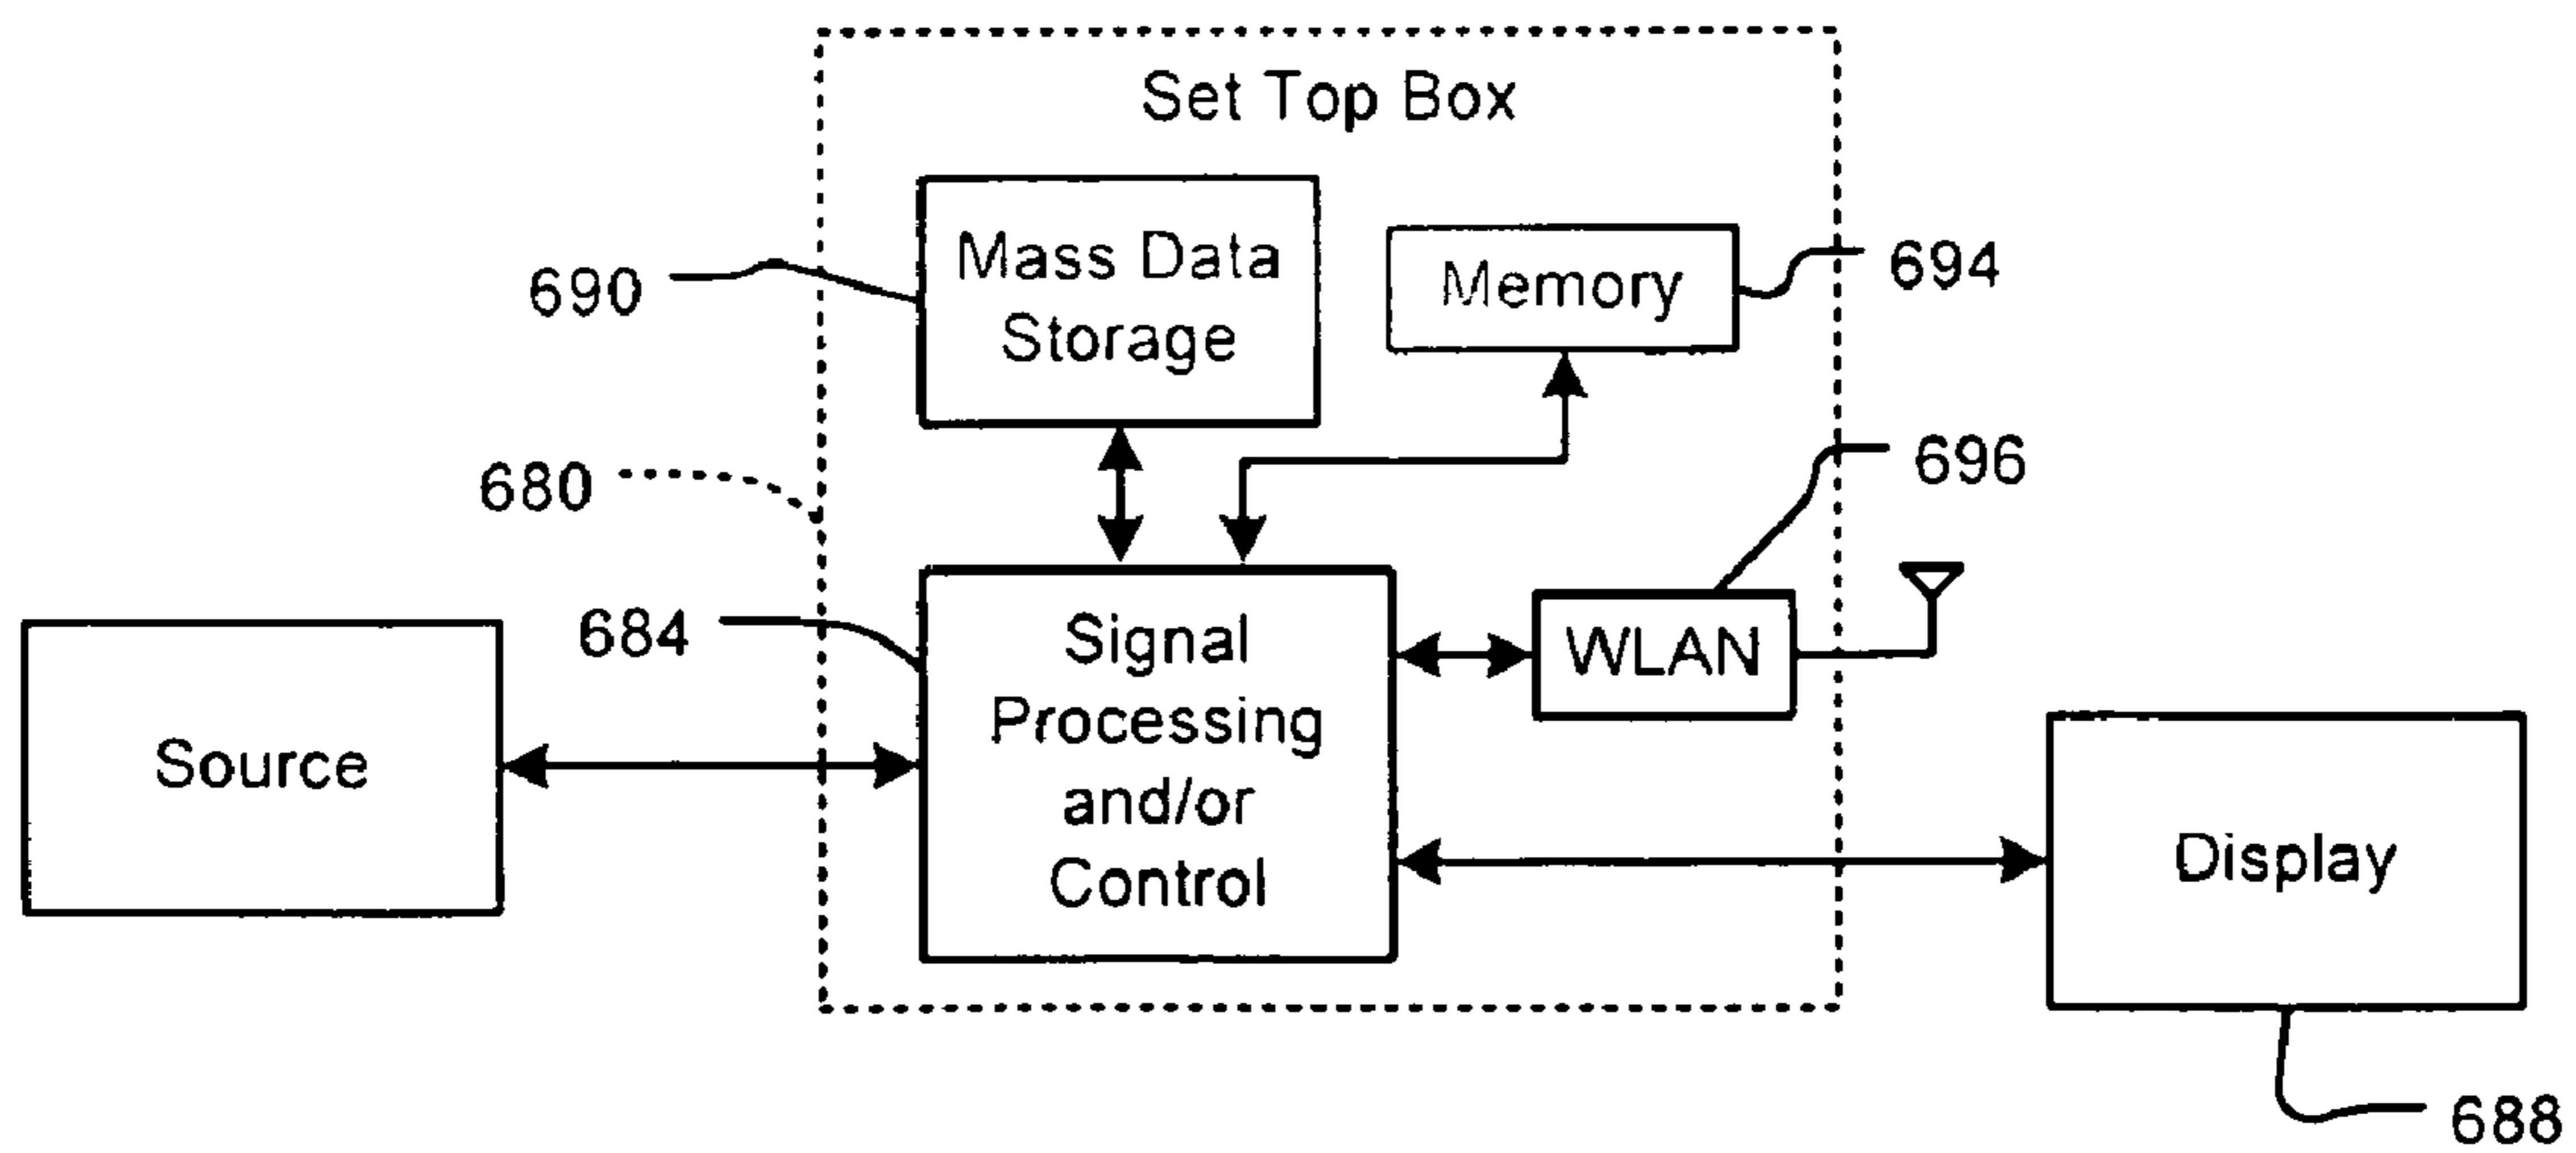 Set Top Box
690
Mass Data
Storage
Memory
694
680
696
684
Source
Signal
Processing
and/or
Control
WLAN
Display
688